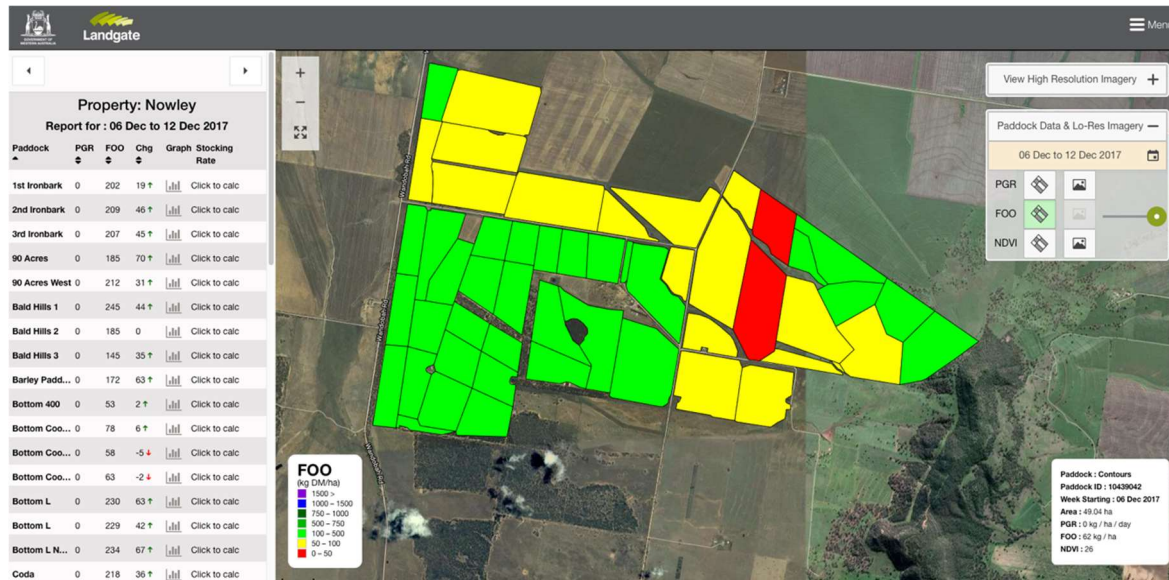 GOVERNMENT OF
WESTERN AUSTRALIA
Landgate
Menu
Property: Nowley
Report for : 06 Dec to 12 Dec 2017
Paddock PGR FOO Chg Graph Stocking Rate
1st Ironbark 0 202 19 ↑ Click to calc
2nd Ironbark 0 209 46 ↑ Click to calc
3rd Ironbark 0 207 45 ↑ Click to calc
90 Acres 0 185 70 ↑ Click to calc
90 Acres West 0 212 31 ↑ Click to calc
Bald Hills 1 0 245 44 ↑ Click to calc
Bald Hills 2 0 185 0 Click to calc
Bald Hills 3 0 145 35 ↑ Click to calc
Barley Padd... 0 172 63 ↑ Click to calc
Bottom 400 0 53 2 ↑ Click to calc
Bottom Coo... 0 78 6 ↑ Click to calc
Bottom Coo... 0 58 -5 ↓ Click to calc
Bottom Coo... 0 63 -2 ↓ Click to calc
Bottom L 0 230 63 ↑ Click to calc
Bottom L 0 229 42 ↑ Click to calc
Bottom L N... 0 234 67 ↑ Click to calc
Coda 0 218 36 ↑ Click to calc
+
−
Wandonah Rd
Wandonah Rd
Wandonah Rd
FOO
(kg DM/ha)
1500 >
1000 – 1500
750 – 1000
500 – 750
100 – 500
50 – 100
0 – 50
View High Resolution Imagery +
Paddock Data & Lo-Res Imagery −
06 Dec to 12 Dec 2017
PGR
FOO
NDVI
Paddock : Contours
Paddock ID : 10439042
Week Starting : 06 Dec 2017
Area : 49.04 ha
PGR : 0 kg / ha / day
FOO : 62 kg / ha
NDVI : 26